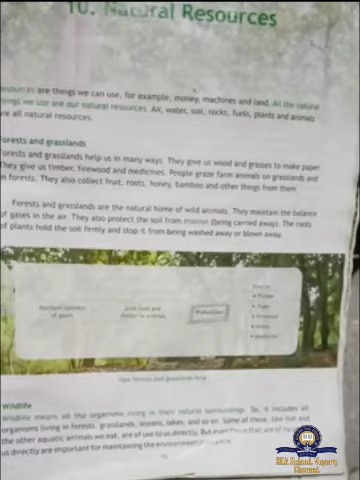 10. Natural Resources
Resources are things we can use, for example, money, machines and land. All the natural
things we use are our natural resources. Air, water, soil, rocks, fuels, plants and animals
are all natural resources.
Forests and grasslands
Forests and grasslands help us in many ways. They give us wood and grasses to make paper
They give us timber, firewood and medicines. People graze farm animals on grasslands and
in forests. They also collect fruit, roots, honey, bamboo and other things from them.
Forests and grasslands are the natural home of wild animals. They maintain the balance
of gases in the air. They also protect the soil from erosion (being carried away). The roots
of plants hold the soil firmly and stop it from being washed away or blown away.
Maintain balance
of gases
Give food and
shelter to animals
• Timber
• Paper
• Firewood
How forests and grasslands help
Wildlife
Wildlife means all the organisms living in their natural surroundings. So, it includes all
organisms living in forests, grasslands, oceans, lakes, and so on. Some of these, like fish and
the other aquatic animals we eat, are of use to us directly. But even those that are of no
us directly are important for maintaining the environmental